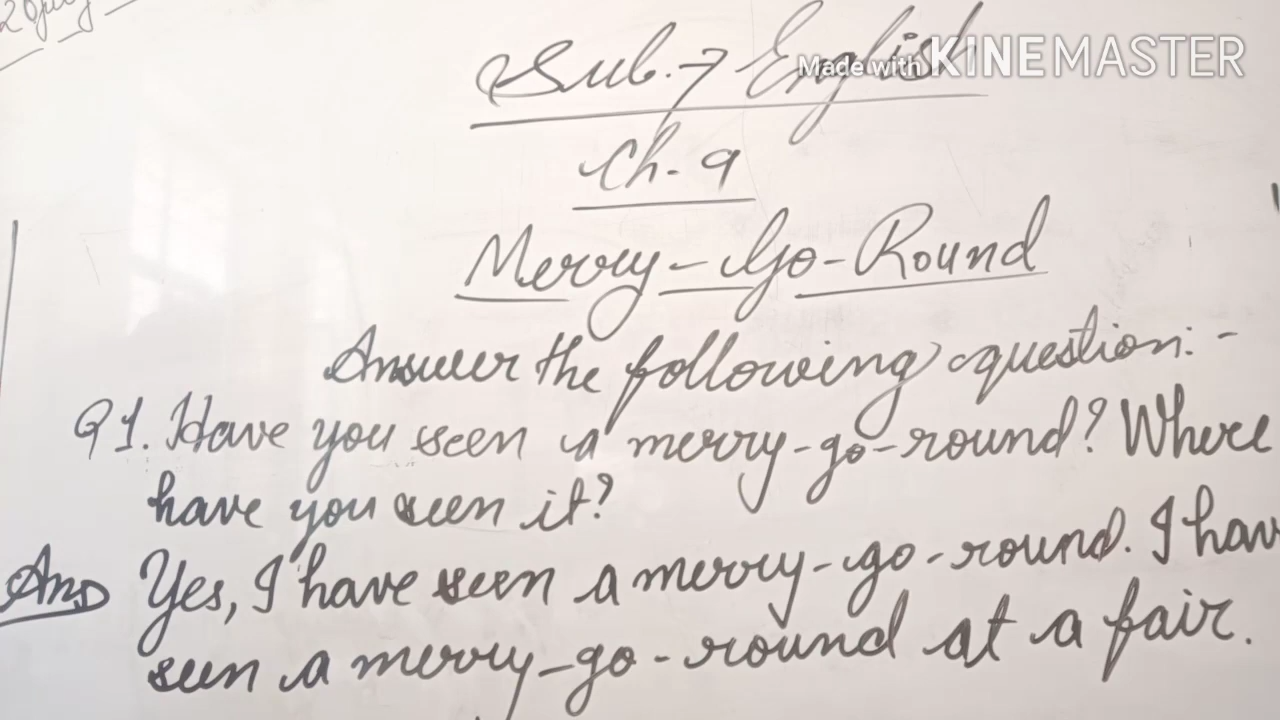 Sub. → English
Made with KINEMASTER
Ch. 9
Merry-Go-Round
Answer the following question:-
Q1. Have you seen a merry-go-round? Where
have you seen it?
Ans Yes, I have seen a merry-go-round. I hav
seen a merry-go-round at a fair.